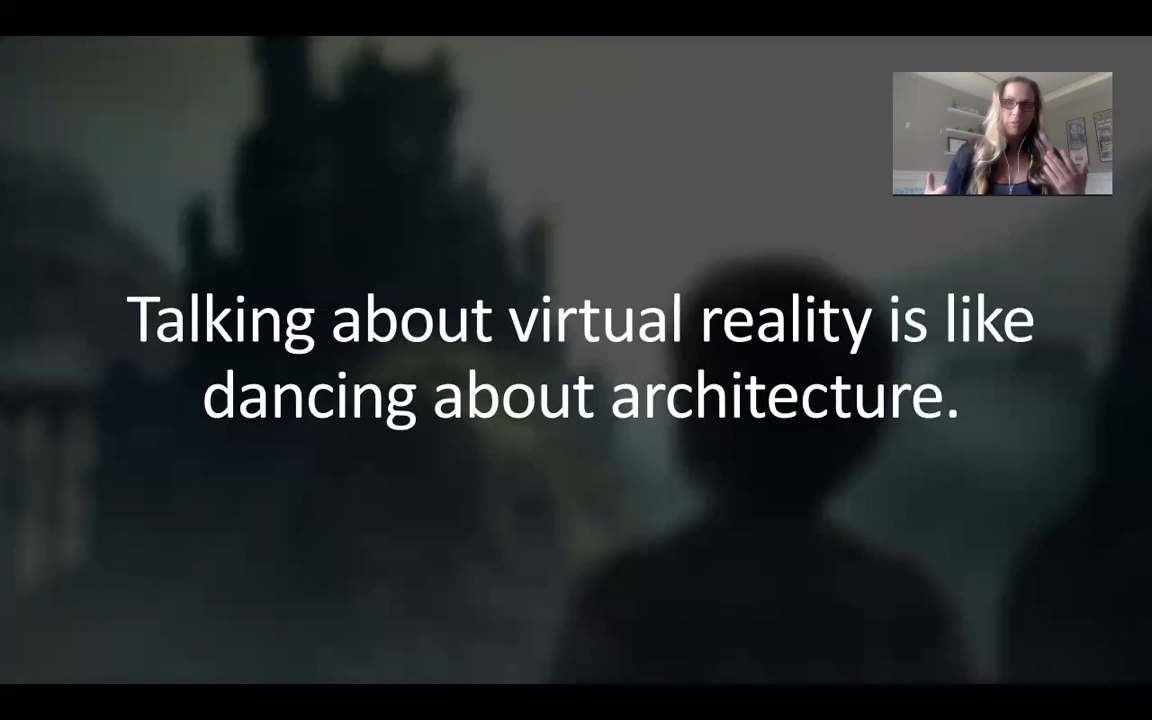 Talking about virtual reality is like
dancing about architecture.